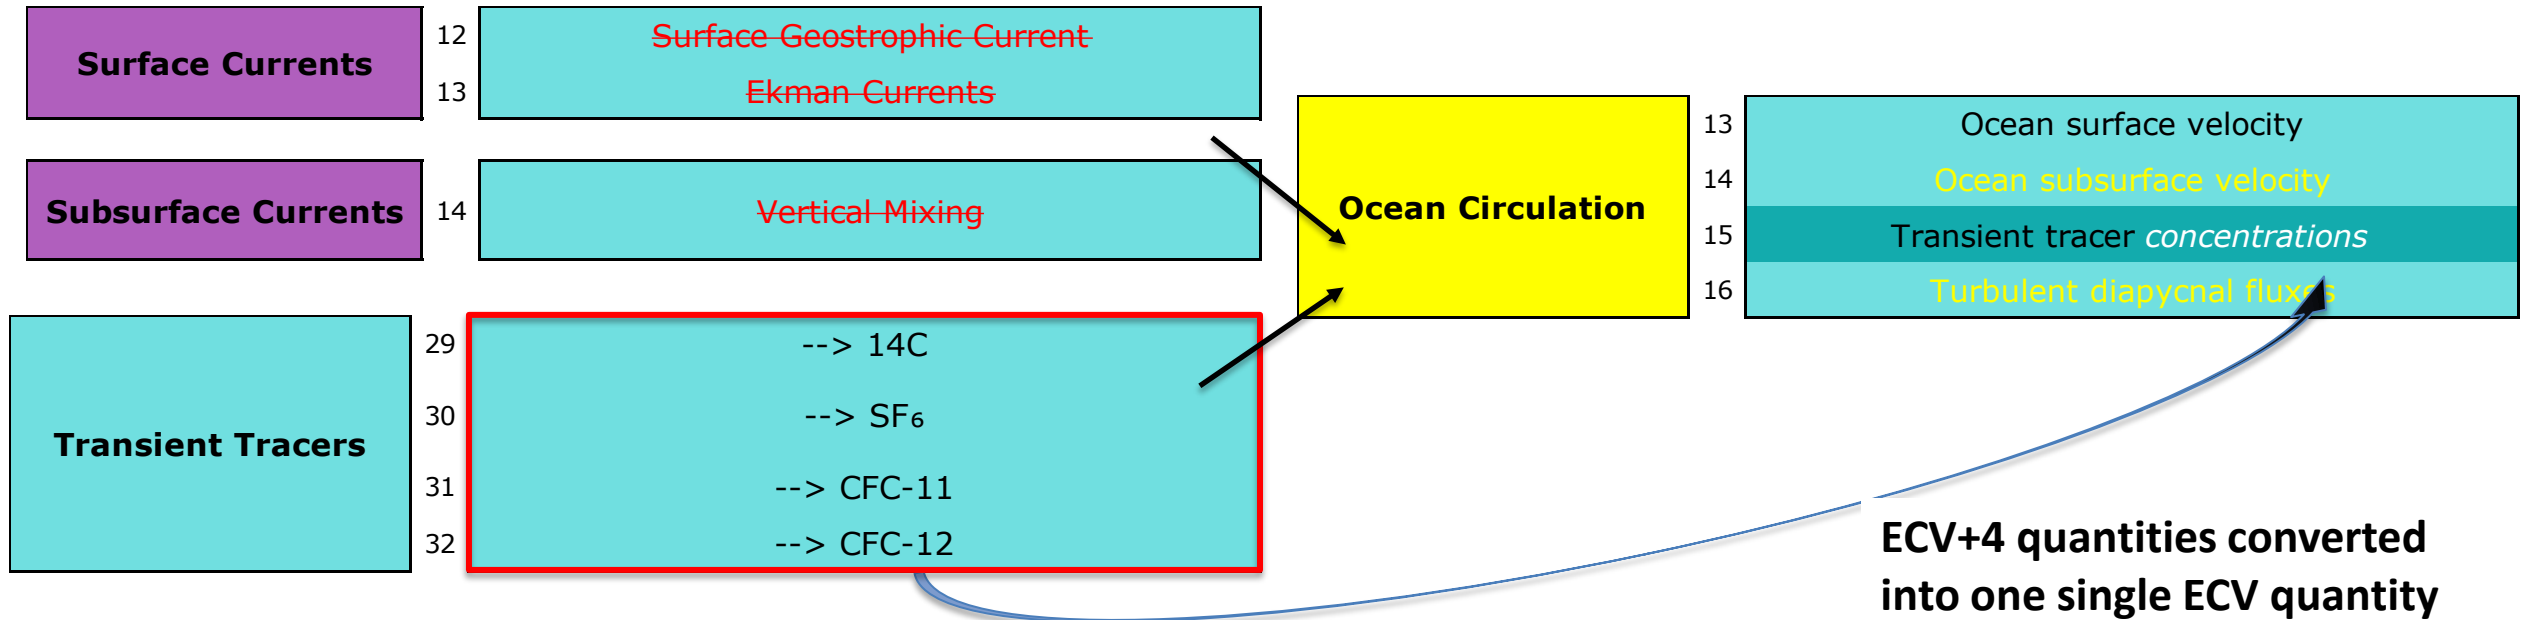 Surface Currents
12
Surface Geostrophic Current
13
Ekman Currents
Subsurface Currents
14
Vertical Mixing
Transient Tracers
29
--> 14C
30
--> SF₆
31
--> CFC-11
32
--> CFC-12
Ocean Circulation
13
Ocean surface velocity
14
Ocean subsurface velocity
15
Transient tracer concentrations
16
Turbulent diapycnal fluxes
ECV+4 quantities converted
into one single ECV quantity